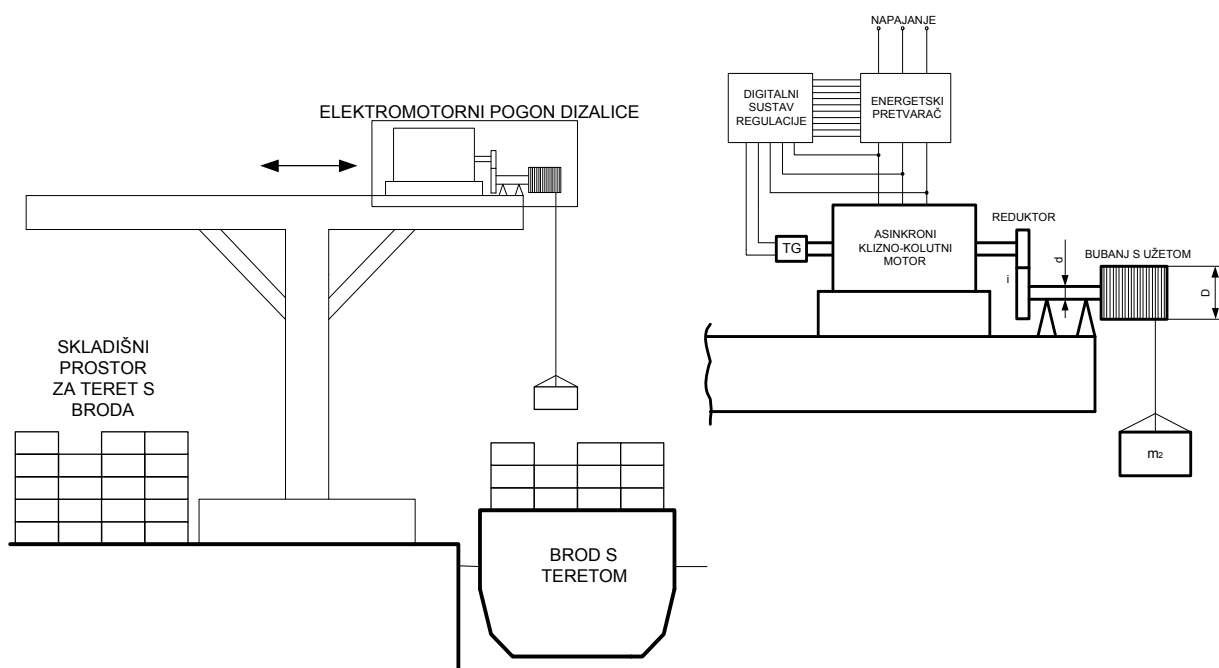 ELEKTROMOTORNI POGON DIZALICE
SKLADIŠNI
PROSTOR
ZA TERET S
BRODA
BROD S
TERETOM
NAPAJANJE
DIGITALNI
SUSTAV
REGULACIJE
ENERGETSKI
PRETVARAČ
TG
ASINKRONI
KLIZNO-KOLUTNI
MOTOR
REDUKTOR
i
d
BUBANJ S UŽETOM
D
m2